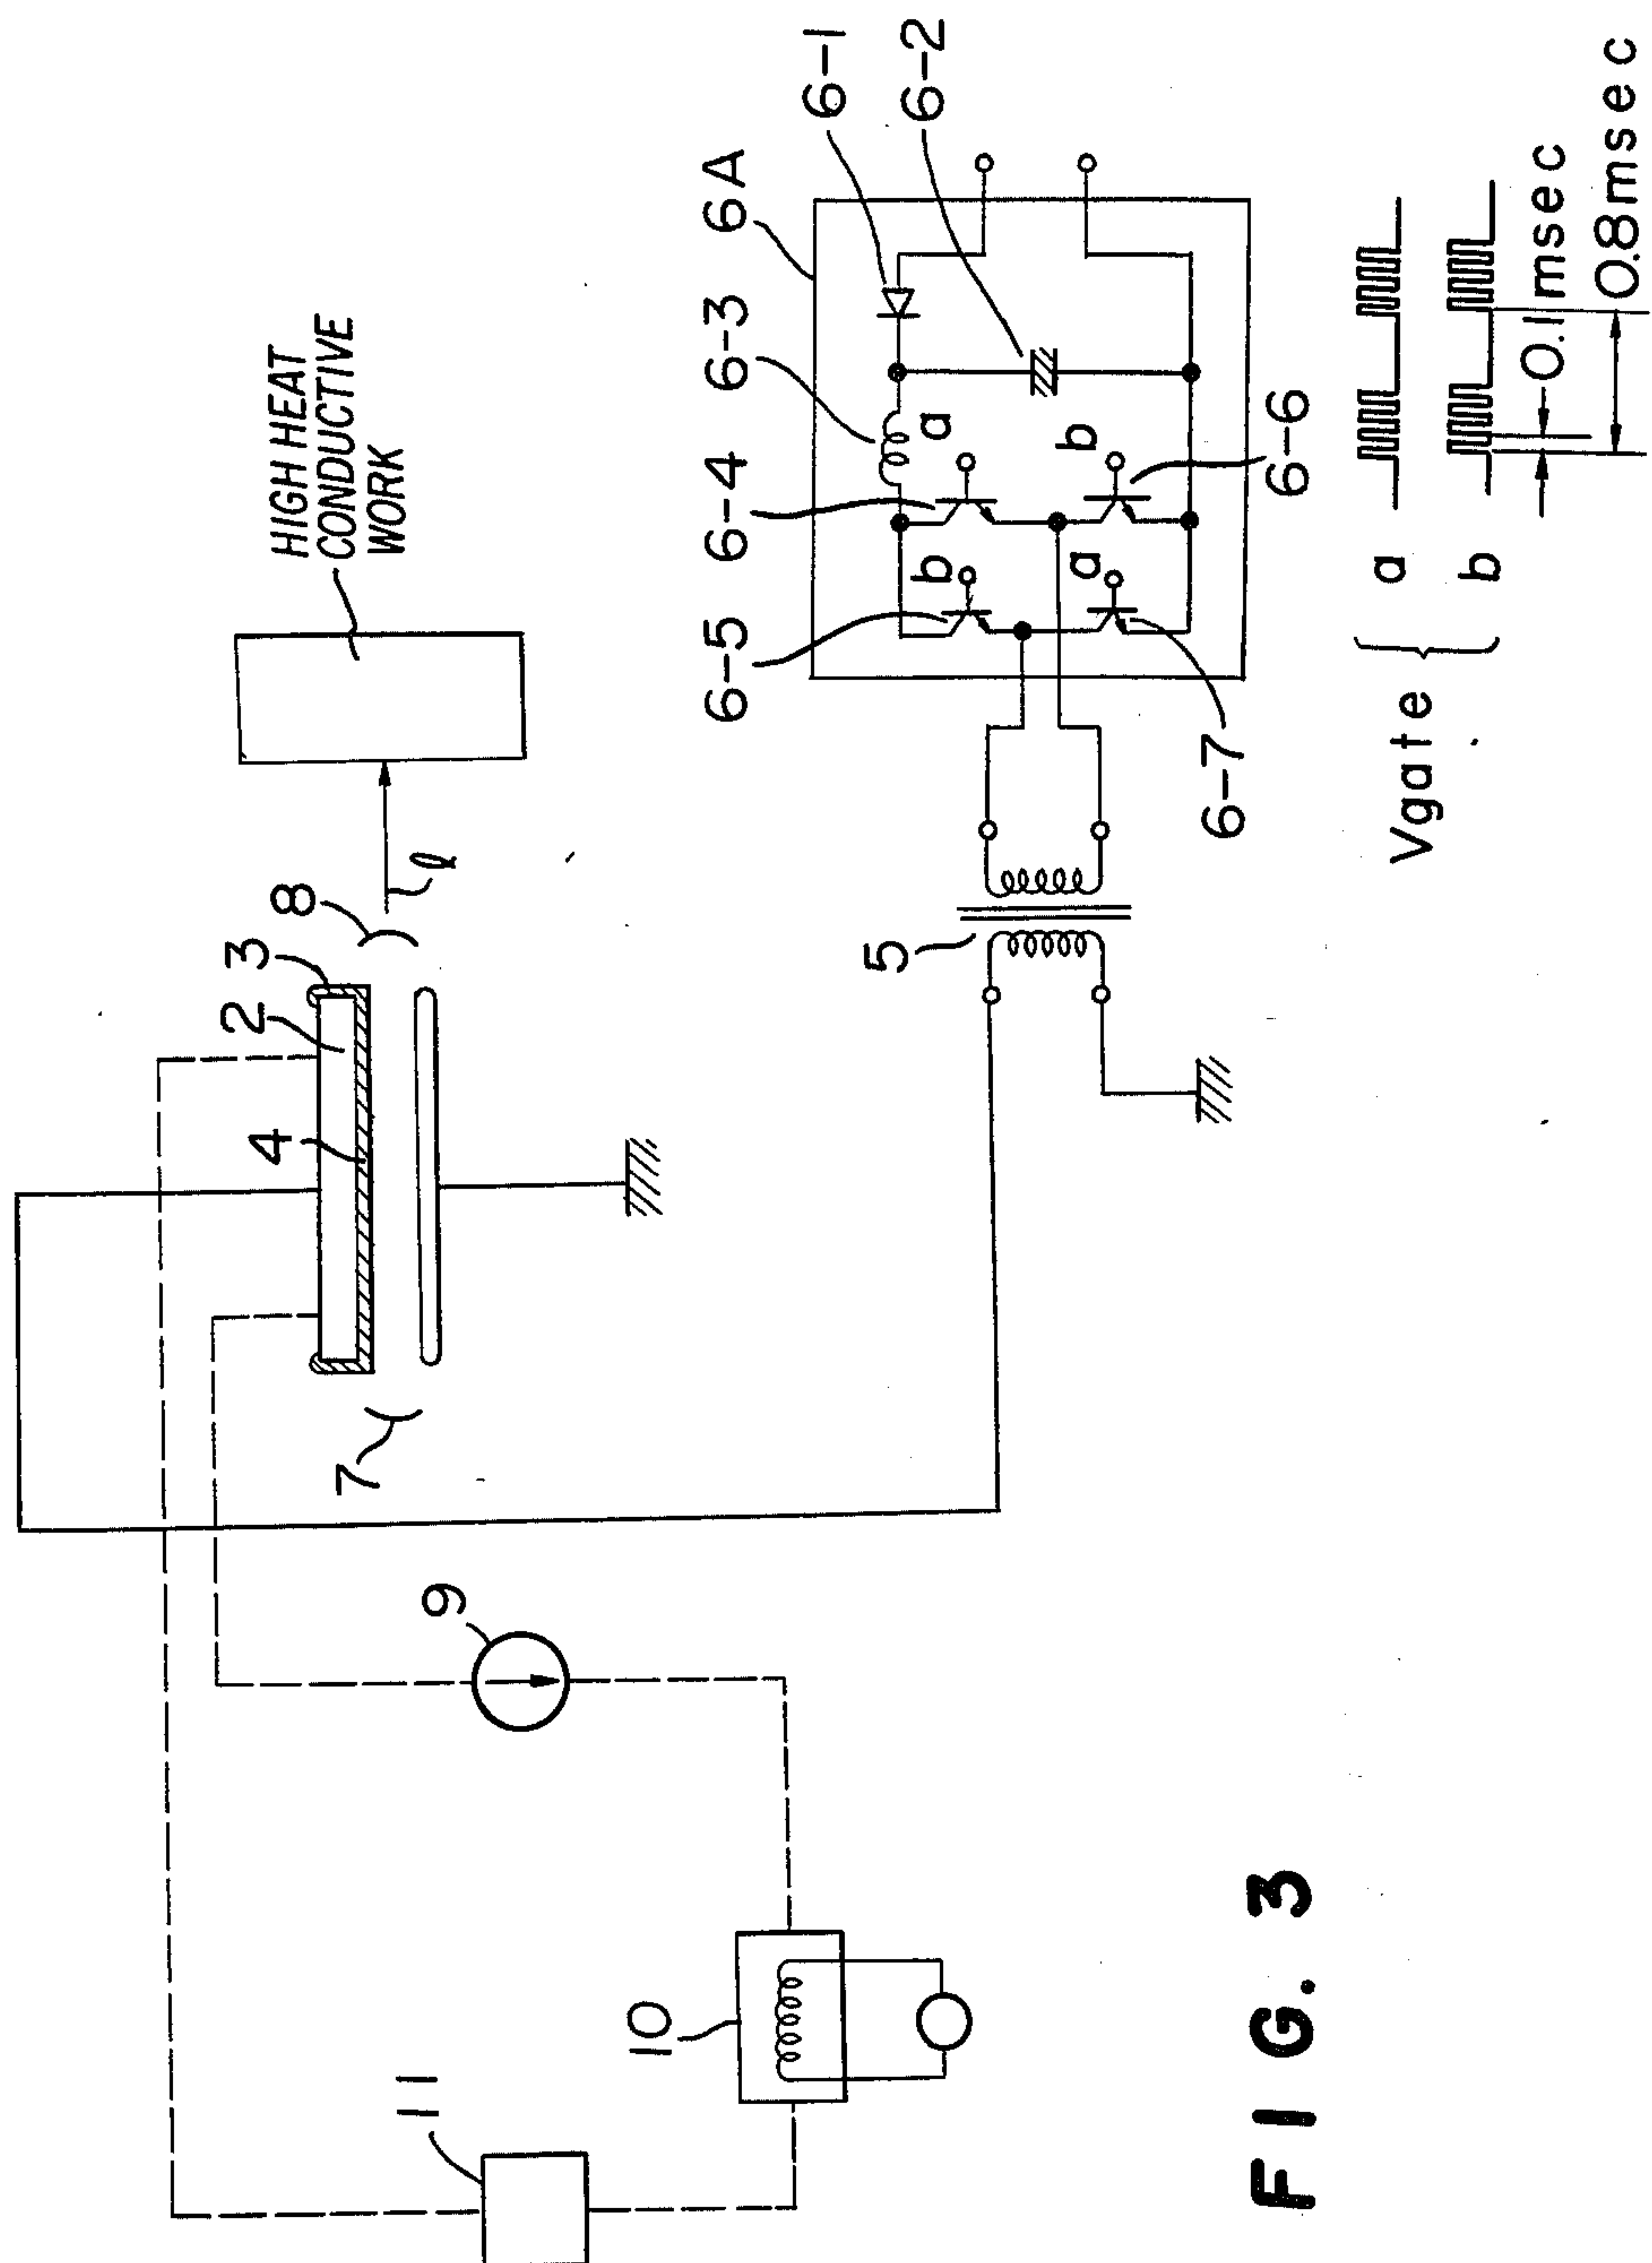 HIGH HEAT
CONDUCTIVE
WORK
8
3
2
4
7
ℓ
9
10
11
5
6A
6-1
6-2
6-3
6-4
6-5
6-6
6-7
a
b
b
a
Vgate
a
b
0.1msec
0.8msec
FIG. 3